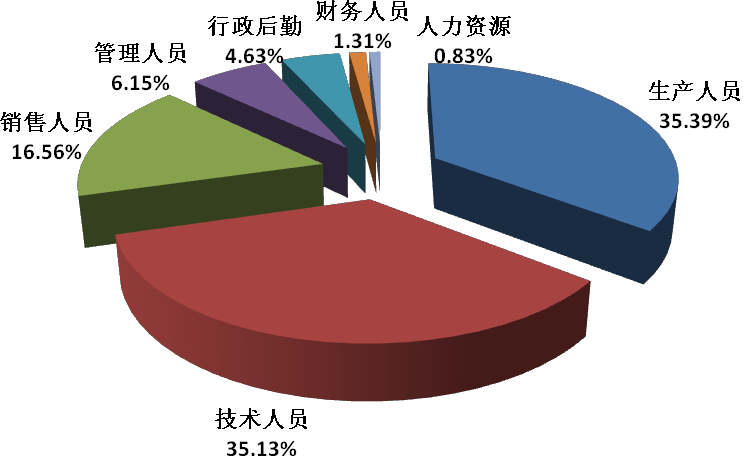 财务人员
1.31%
人力资源
0.83%
行政后勤
4.63%
管理人员
6.15%
生产人员
35.39%
销售人员
16.56%
技术人员
35.13%